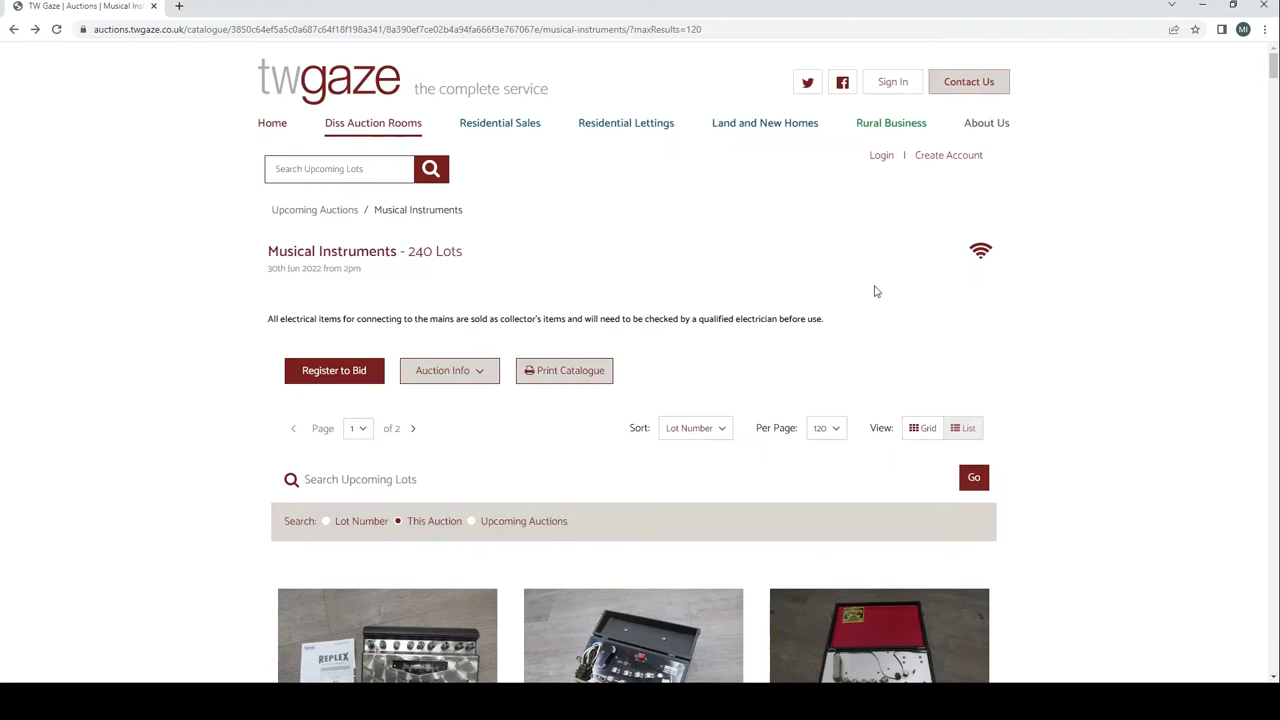 TW Gaze | Auctions | Musical Ins
auctions.twgaze.co.uk/catalogue/3850c64ef5a5c0a687c64f18f198a341/8a390ef7ce02b4a94fa666f3e767067e/musical-instruments/?maxResults=120
MI
twgaze the complete service
Sign In
Contact Us
Home
Diss Auction Rooms
Residential Sales
Residential Lettings
Land and New Homes
Rural Business
About Us
Login | Create Account
Search Upcoming Lots
Upcoming Auctions / Musical Instruments
Musical Instruments - 240 Lots
30th Jun 2022 from 2pm
All electrical items for connecting to the mains are sold as collector's items and will need to be checked by a qualified electrician before use.
Register to Bid
Auction Info
Print Catalogue
Page 1 of 2
Sort: Lot Number
Per Page: 120
View: Grid List
Search Upcoming Lots
Go
Search: Lot Number This Auction Upcoming Auctions
REPLEX